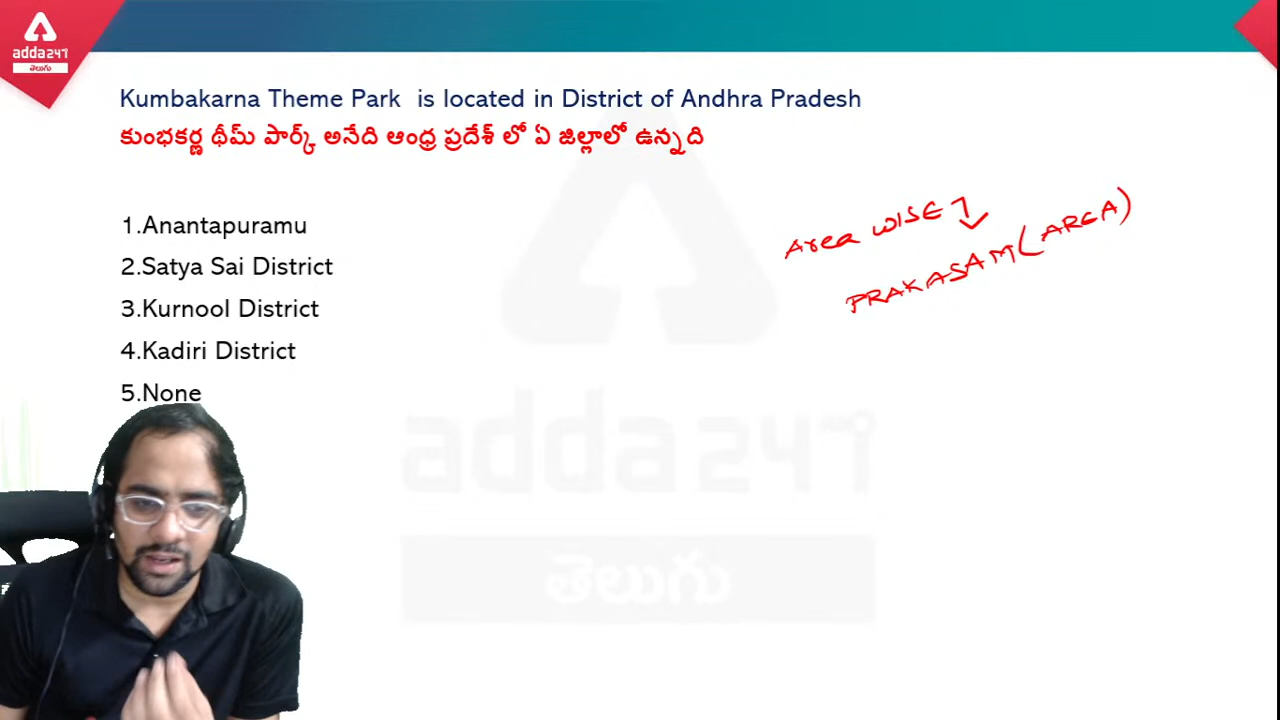 adda247
తెలుగు
Kumbakarna Theme Park is located in District of Andhra Pradesh
కుంభకర్ణ థీమ్ పార్క్ అనేది ఆంధ్ర ప్రదేశ్ లో ఏ జిల్లాలో ఉన్నది
1.Anantapuramu
2.Satya Sai District
3.Kurnool District
4.Kadiri District
5.None
Area WISE
PRAKASAM (AREA)
adda247
తెలుగు